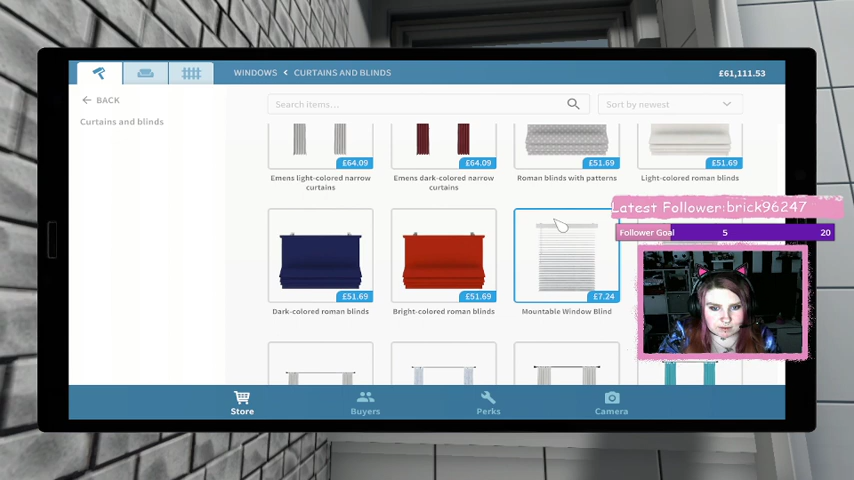 WINDOWS < CURTAINS AND BLINDS
£61,111.53
BACK
Search items...
Sort by newest
Curtains and blinds
£64.09
£64.09
£51.69
£51.69
Emens light-colored narrow
curtains
Emens dark-colored narrow
curtains
Roman blinds with patterns
Light-colored roman blinds
Latest Follower:brick96247
Follower Goal 5 20
£51.69
£51.69
£7.24
Dark-colored roman blinds
Bright-colored roman blinds
Mountable Window Blind
Store
Buyers
Perks
Camera